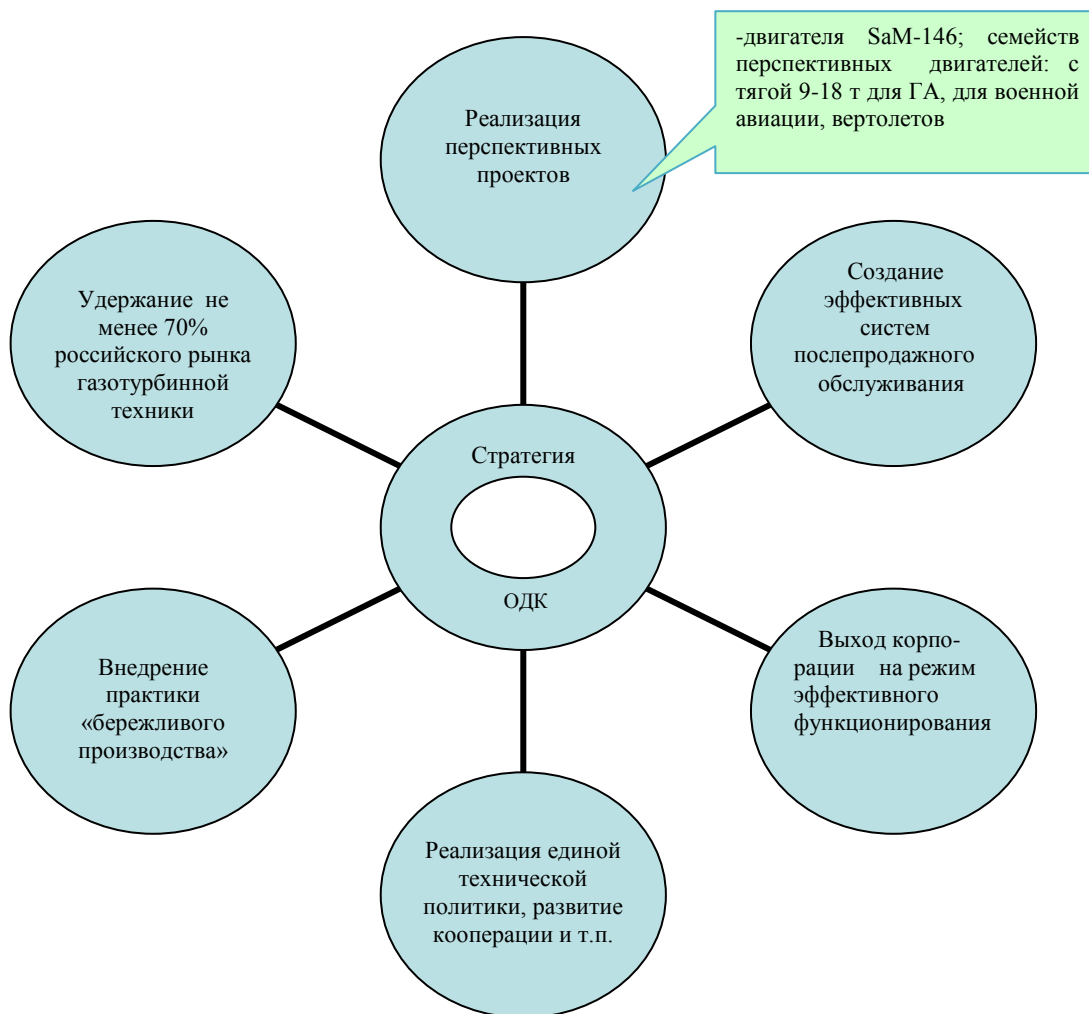 -двигателя SaM-146; семейств
перспективных двигателей: с
тягой 9-18 т для ГА, для военной
авиации, вертолетов
Реализация
перспективных
проектов
Удержание не
менее 70%
российского рынка
газотурбинной
техники
Создание
эффективных
систем
послепродажного
обслуживания
Стратегия
ОДК
Внедрение
практики
«бережливого
производства»
Выход корпо-
рации на режим
эффективного
функционирования
Реализация единой
технической
политики, развитие
кооперации и т.п.